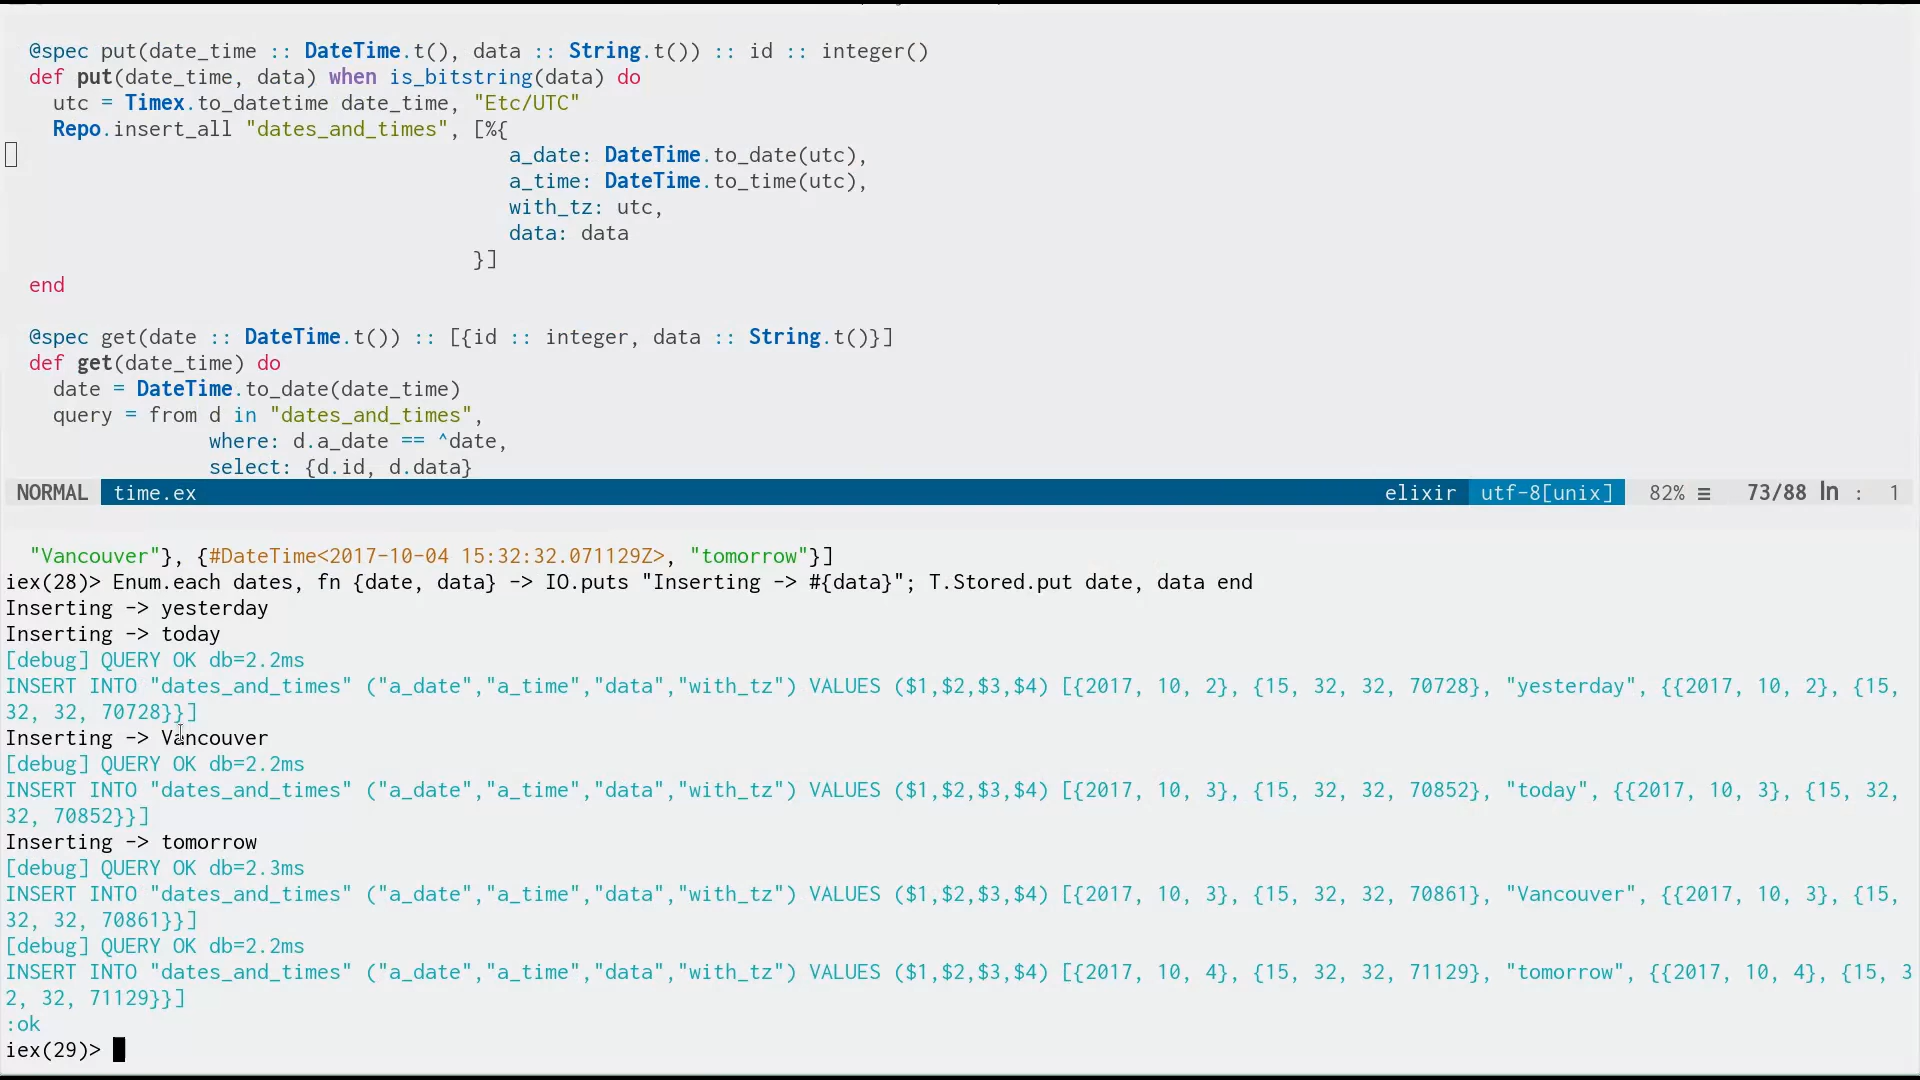 @spec put(date_time :: DateTime.t(), data :: String.t()) :: id :: integer()
def put(date_time, data) when is_bitstring(data) do
utc = Timex.to_datetime date_time, "Etc/UTC"
Repo.insert_all "dates_and_times", [%{
a_date: DateTime.to_date(utc),
a_time: DateTime.to_time(utc),
with_tz: utc,
data: data
}]
end
@spec get(date :: DateTime.t()) :: [{id :: integer, data :: String.t()}]
def get(date_time) do
date = DateTime.to_date(date_time)
query = from d in "dates_and_times",
where: d.a_date == ^date,
select: {d.id, d.data}
NORMAL time.ex elixir utf-8[unix] 82% ≡ 73/88 ln : 1
"Vancouver"}, {#DateTime<2017-10-04 15:32:32.071129Z>, "tomorrow"}]
iex(28)> Enum.each dates, fn {date, data} -> IO.puts "Inserting -> #{data}"; T.Stored.put date, data end
Inserting -> yesterday
Inserting -> today
[debug] QUERY OK db=2.2ms
INSERT INTO "dates_and_times" ("a_date","a_time","data","with_tz") VALUES ($1,$2,$3,$4) [{2017, 10, 2}, {15, 32, 32, 70728}, "yesterday", {{2017, 10, 2}, {15,
32, 32, 70728}}]
Inserting -> Vancouver
[debug] QUERY OK db=2.2ms
INSERT INTO "dates_and_times" ("a_date","a_time","data","with_tz") VALUES ($1,$2,$3,$4) [{2017, 10, 3}, {15, 32, 32, 70852}, "today", {{2017, 10, 3}, {15, 32,
32, 70852}}]
Inserting -> tomorrow
[debug] QUERY OK db=2.3ms
INSERT INTO "dates_and_times" ("a_date","a_time","data","with_tz") VALUES ($1,$2,$3,$4) [{2017, 10, 3}, {15, 32, 32, 70861}, "Vancouver", {{2017, 10, 3}, {15,
32, 32, 70861}}]
[debug] QUERY OK db=2.2ms
INSERT INTO "dates_and_times" ("a_date","a_time","data","with_tz") VALUES ($1,$2,$3,$4) [{2017, 10, 4}, {15, 32, 32, 71129}, "tomorrow", {{2017, 10, 4}, {15, 3
2, 32, 71129}}]
:ok
iex(29)>